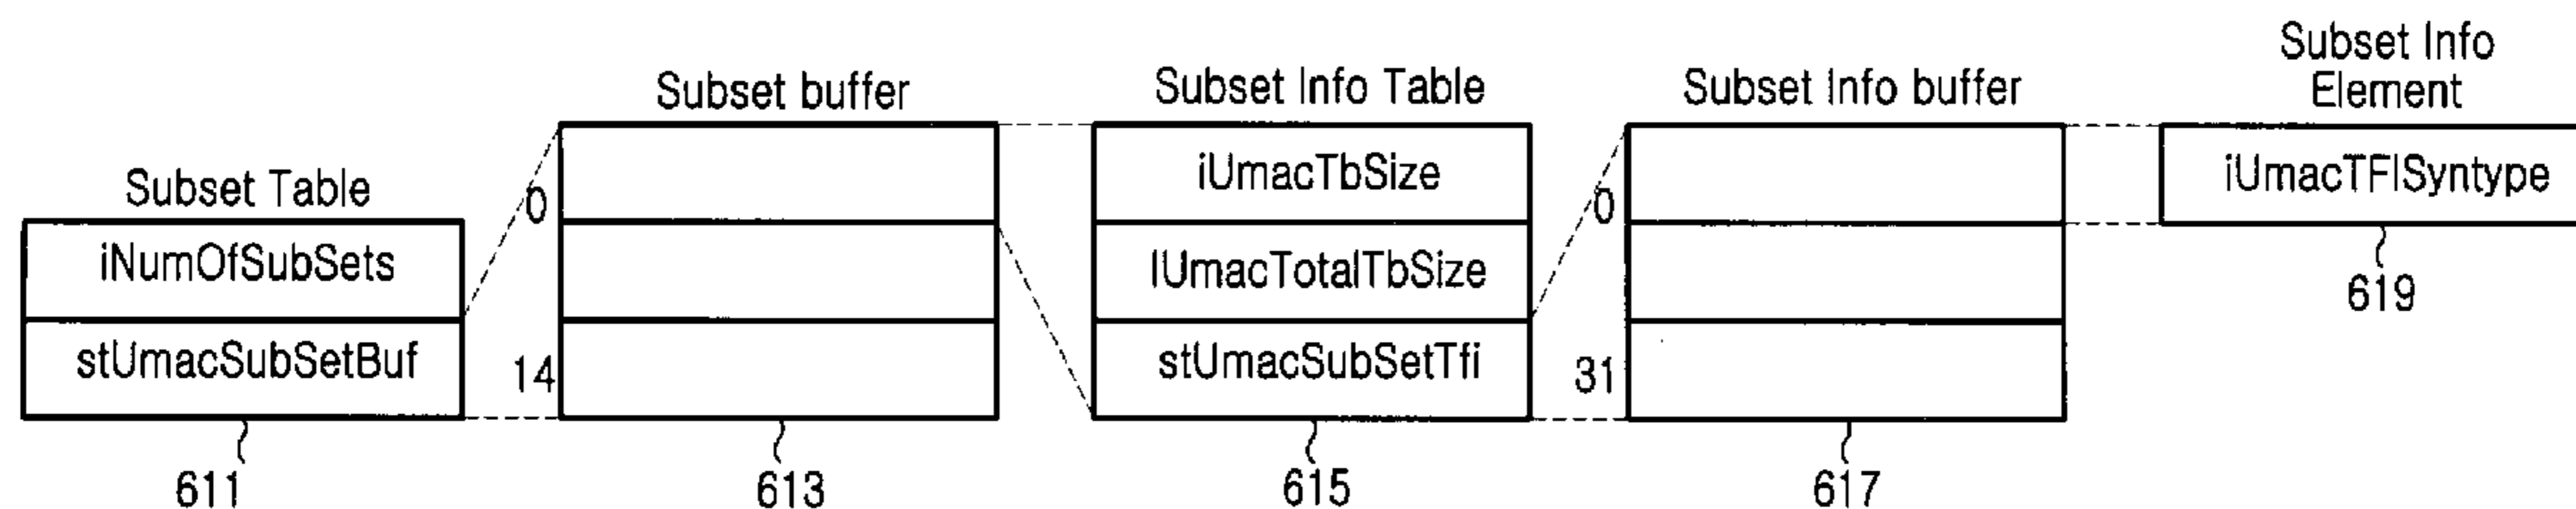 Subset Table
iNumOfSubSets
stUmacSubSetBuf
611
Subset buffer
0
14
613
Subset Info Table
iUmacTbSize
lUmacTotalTbSize
stUmacSubSetTfi
615
Subset Info buffer
0
31
617
Subset Info
Element
iUmacTFISyntype
619